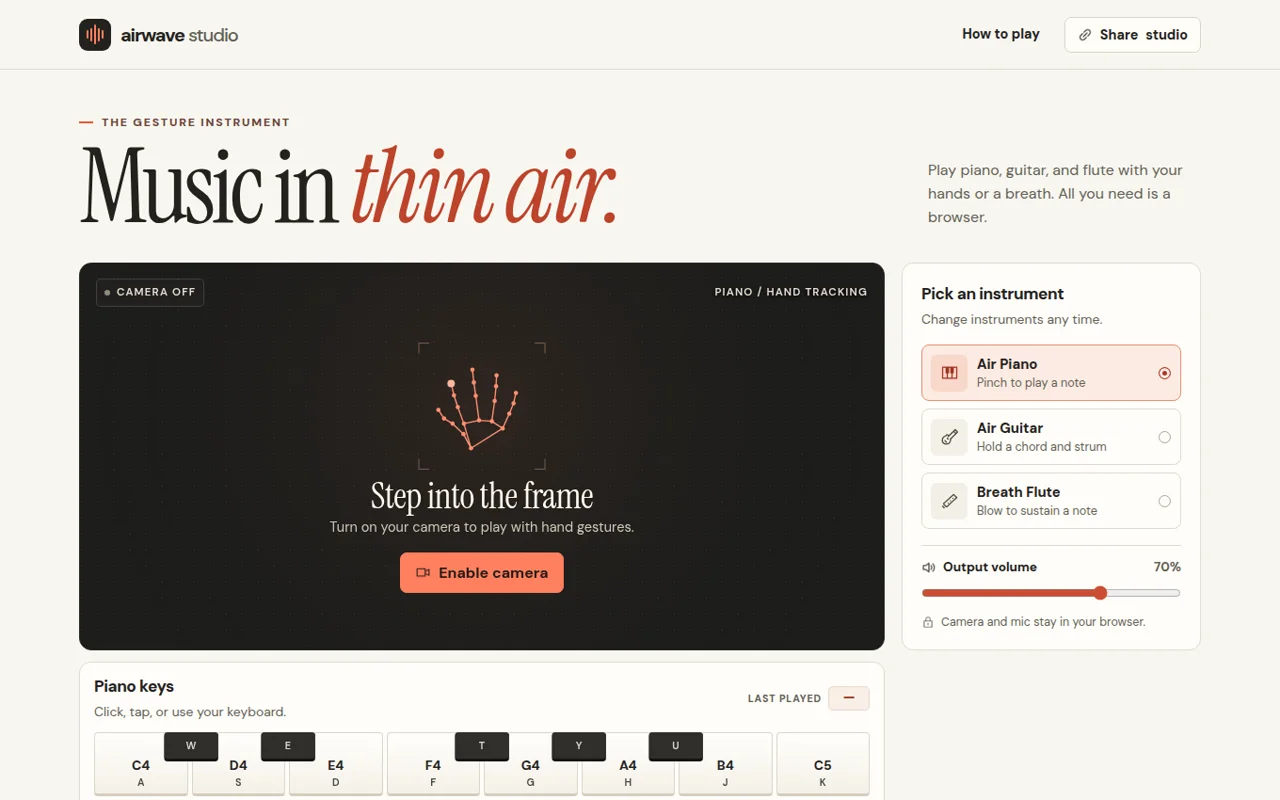 airwave studio
How to play
Share studio
THE GESTURE INSTRUMENT
Music in thin air.
Play piano, guitar, and flute with your
hands or a breath. All you need is a
browser.
CAMERA OFF
PIANO / HAND TRACKING
Step into the frame
Turn on your camera to play with hand gestures.
Enable camera
Pick an instrument
Change instruments any time.
Air Piano
Pinch to play a note
Air Guitar
Hold a chord and strum
Breath Flute
Blow to sustain a note
Output volume
70%
Camera and mic stay in your browser.
Piano keys
Click, tap, or use your keyboard.
LAST PLAYED
—
W
E
T
Y
U
C4
D4
E4
F4
G4
A4
B4
C5
A
S
D
F
G
H
J
K